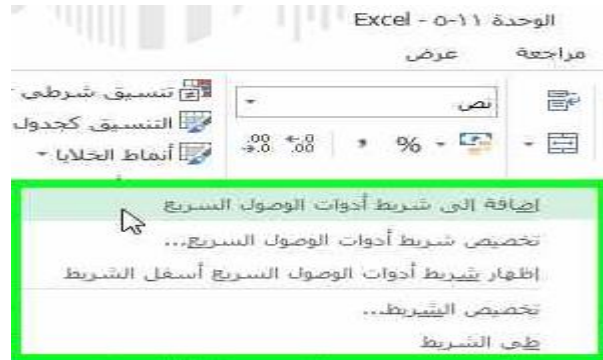 الوحدة ١١-٥ - Excel
مراجعة عرض
نص
تنسيق شرطي
التنسيق كجدول
أنماط الخلايا
%
إضافة إلى شريط أدوات الوصول السريع
تخصيص شريط أدوات الوصول السريع...
إظهار شريط أدوات الوصول السريع أسفل الشريط
تخصيص الشريط...
طي الشريط